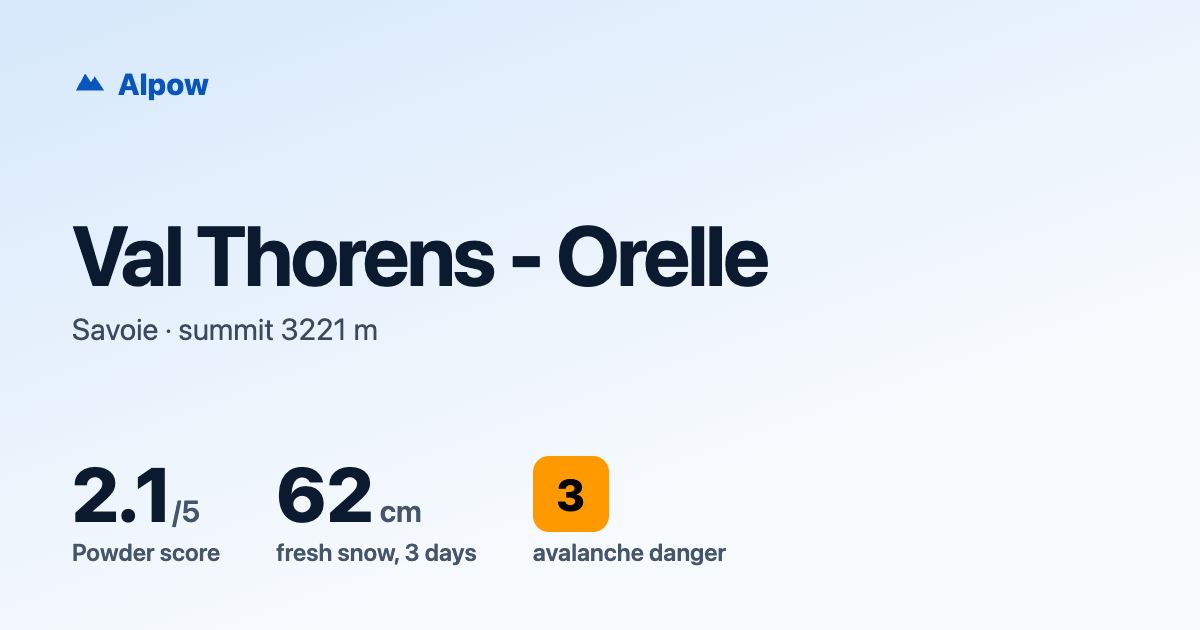 Alpow
Val Thorens - Orelle
Savoie · summit 3221 m
2.1/5
Powder score
62 cm
fresh snow, 3 days
3
avalanche danger